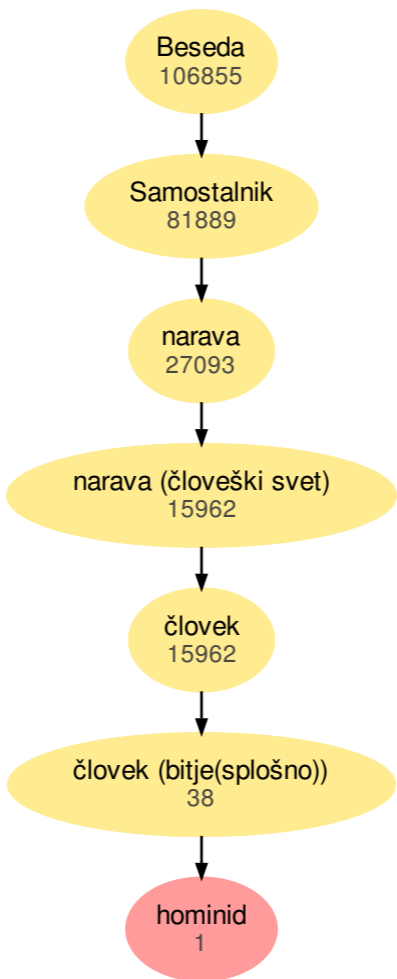 Beseda
106855
Samostalnik
81889
narava
27093
narava (človeški svet)
15962
človek
15962
človek (bitje(splošno))
38
hominid
1